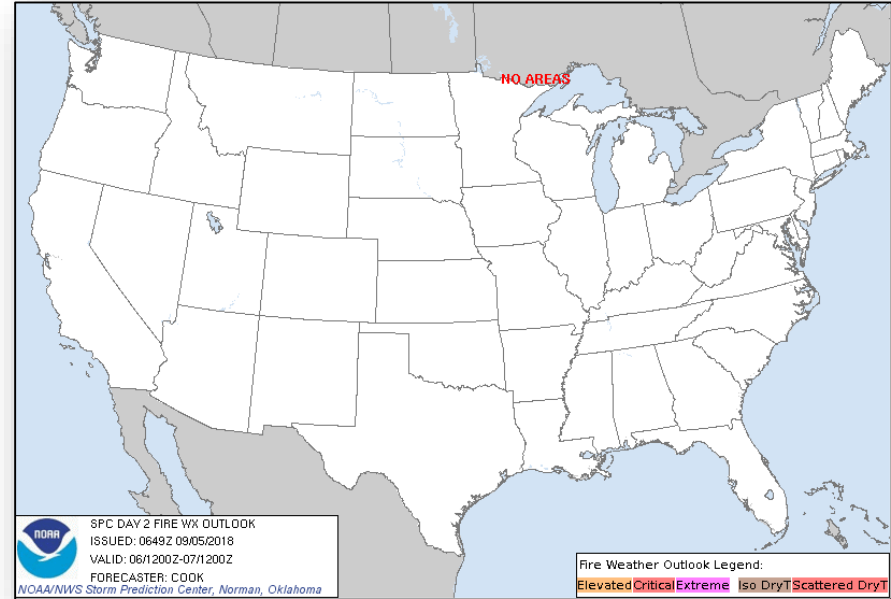 NO AREAS
NOAA
SPC DAY 2 FIRE WX OUTLOOK
ISSUED: 0649Z 09/05/2018
VALID: 06/1200Z-07/1200Z
FORECASTER: COOK
NOAA/NWS Storm Prediction Center, Norman, Oklahoma
Fire Weather Outlook Legend:
Elevated Critical Extreme Iso DryT Scattered DryT